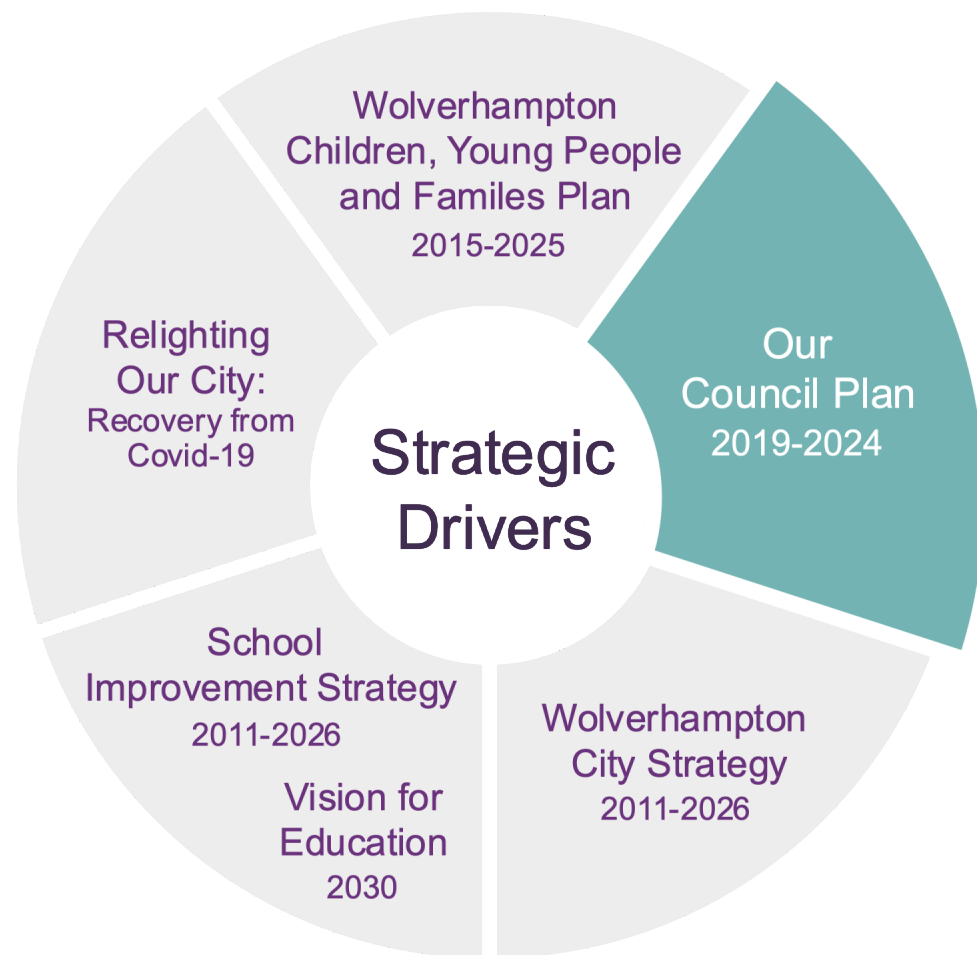 Wolverhampton
Children, Young People
and Familes Plan
2015-2025
Our
Council Plan
2019-2024
Wolverhampton
City Strategy
2011-2026
School
Improvement Strategy
2011-2026
Vision for
Education
2030
Relighting
Our City:
Recovery from
Covid-19
Strategic
Drivers